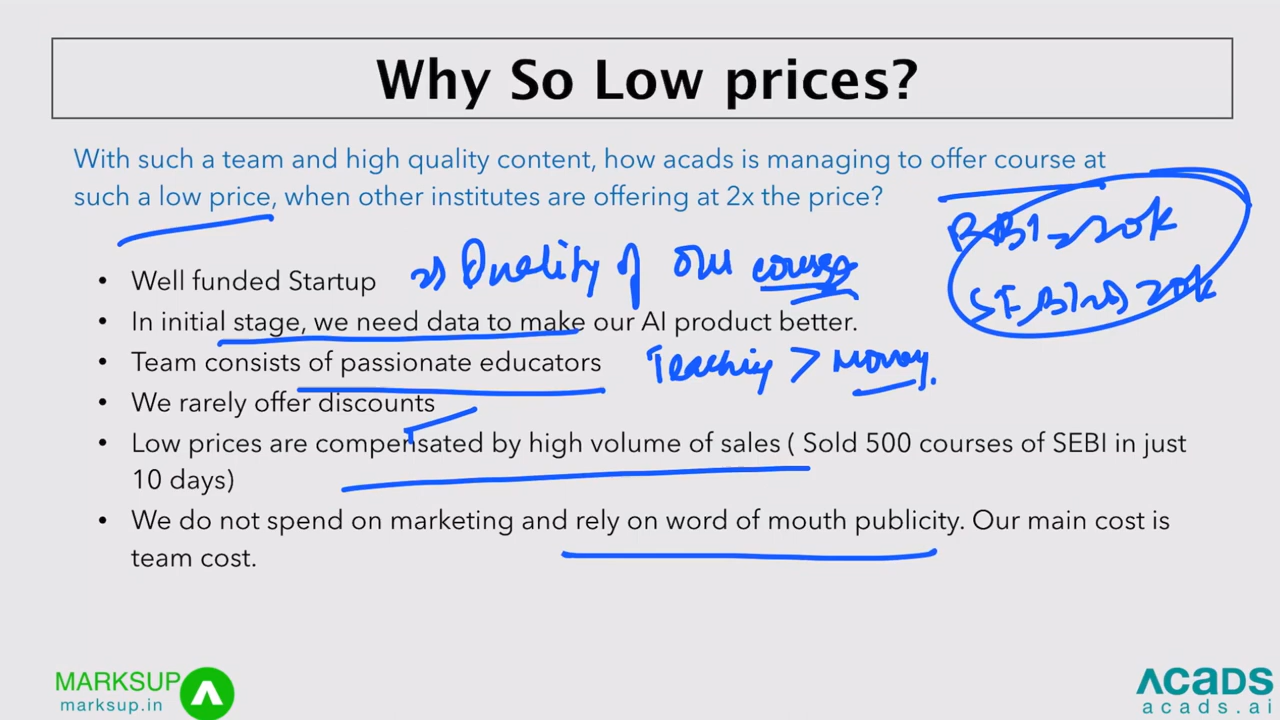 Why So Low prices?
With such a team and high quality content, how acads is managing to offer course at
such a low price, when other institutes are offering at 2x the price?
RBI 20k
SEBI 20k
• Well funded Startup
Quality of our course
• In initial stage, we need data to make our AI product better.
• Team consists of passionate educators
Teaching > Money.
• We rarely offer discounts
• Low prices are compensated by high volume of sales ( Sold 500 courses of SEBI in just
10 days)
• We do not spend on marketing and rely on word of mouth publicity. Our main cost is
team cost.
MARKSUP
marksup.in
ACADS
acads.ai